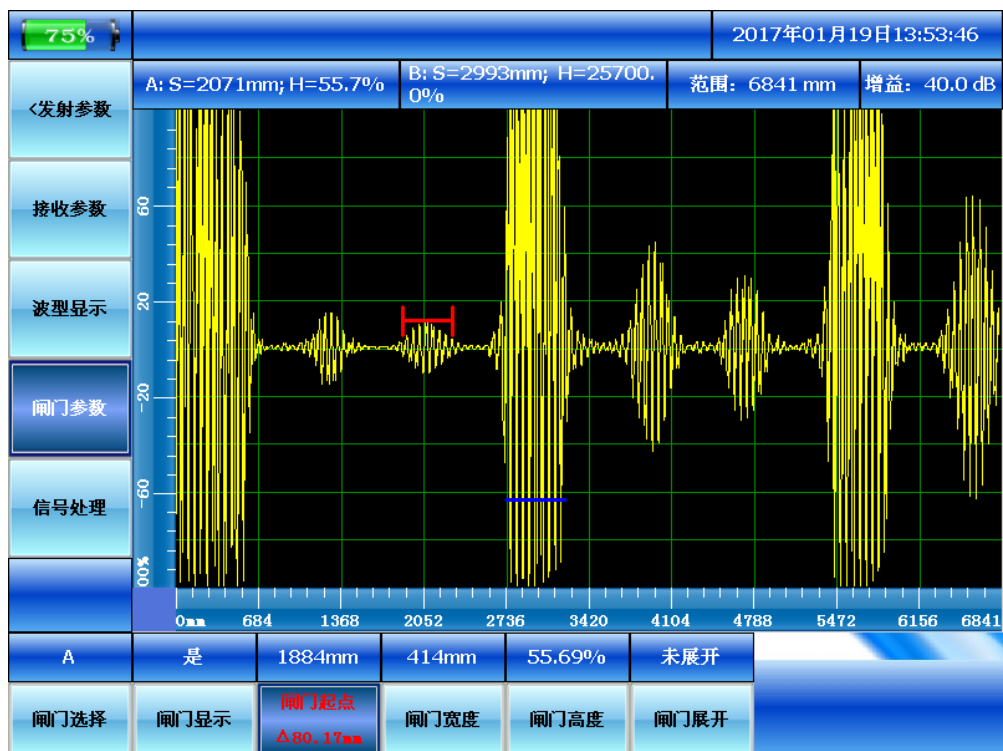 75%
2017年01月19日13:53:46
<发射参数
A: S=2071mm; H=55.7%
B: S=2993mm; H=25700.
0%
范围: 6841 mm
增益: 40.0 dB
接收参数
波型显示
闸门参数
信号处理
60
20
-20
-60
00%
0mm 684 1368 2052 2736 3420 4104 4788 5472 6156 6841
A 是 1884mm 414mm 55.69% 未展开
闸门选择 闸门显示 闸门起点 闸门宽度 闸门高度 闸门展开
Δ80.17mm